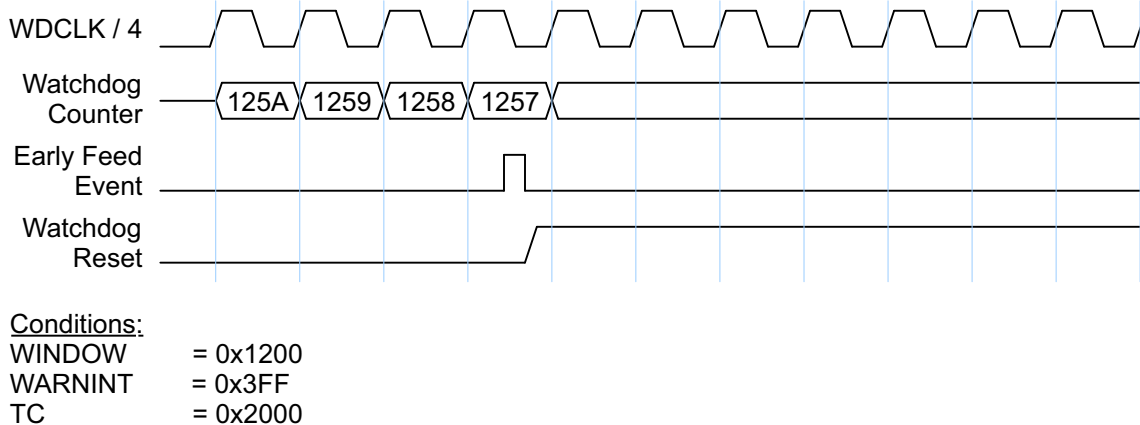 WDCLK / 4
Watchdog
Counter
125A 1259 1258 1257
Early Feed
Event
Watchdog
Reset
Conditions:
WINDOW = 0x1200
WARNINT = 0x3FF
TC = 0x2000